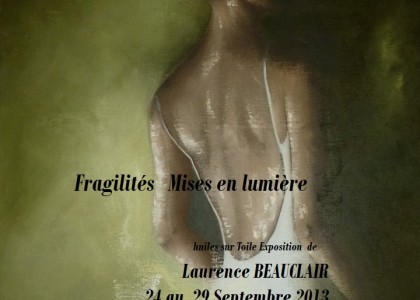 Fragilités Mises en lumière
huiles sur Toile Exposition de
Laurence BEAUCLAIR
24 au 29 Septembre 2013